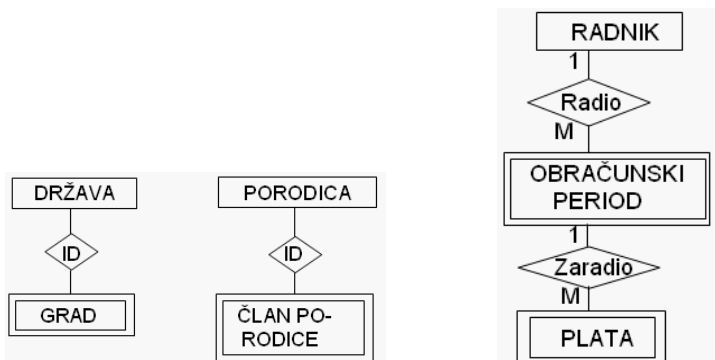 DRŽAVA
ID
GRAD
PORODICA
ID
ČLAN PO-
RODICE
RADNIK
1
Radio
M
OBRAČUNSKI
PERIOD
1
Zaradio
M
PLATA